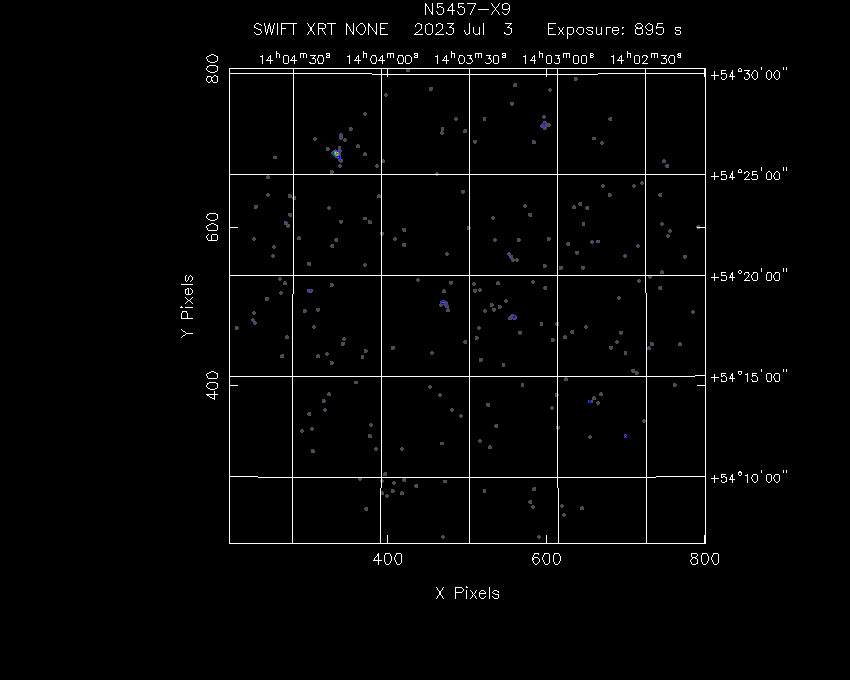 N5457-X9
SWIFT XRT NONE 2023 Jul 3 Exposure: 895 s
14h04m30s 14h04m00s 14h03m30s 14h03m00s 14h02m30s
+54°30'00"
+54°25'00"
+54°20'00"
+54°15'00"
+54°10'00"
800
600
400
Y Pixels
400 600 800
X Pixels